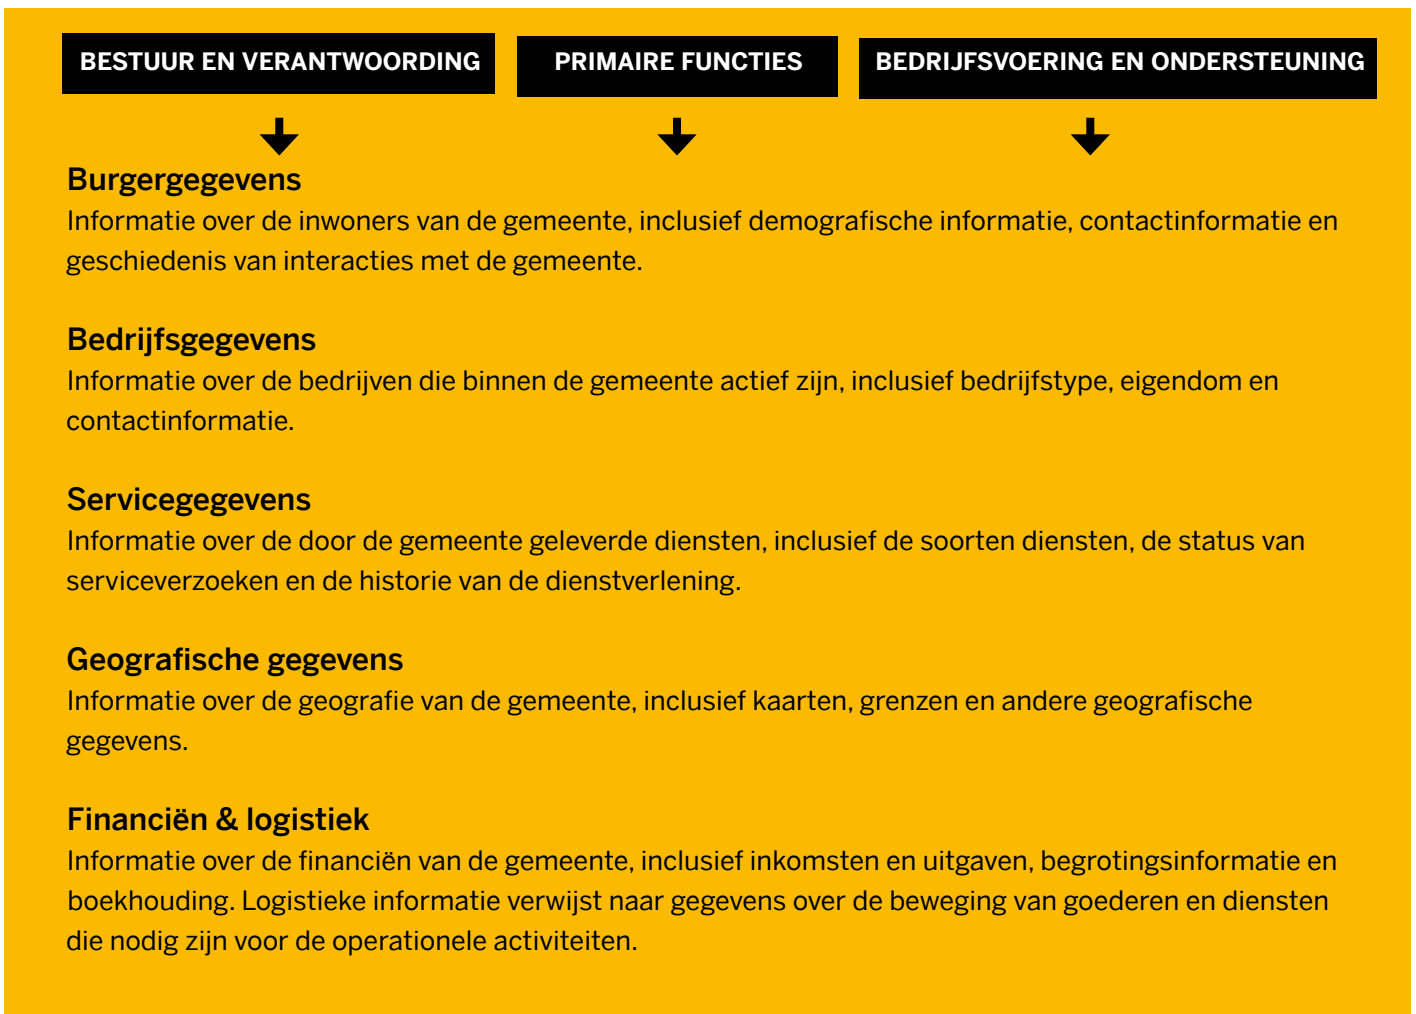 BESTUUR EN VERANTWOORDING
PRIMAIRE FUNCTIES
BEDRIJFSVOERING EN ONDERSTEUNING
Burgergegevens
Informatie over de inwoners van de gemeente, inclusief demografische informatie, contactinformatie en
geschiedenis van interacties met de gemeente.
Bedrijfsgegevens
Informatie over de bedrijven die binnen de gemeente actief zijn, inclusief bedrijfstype, eigendom en
contactinformatie.
Servicegegevens
Informatie over de door de gemeente geleverde diensten, inclusief de soorten diensten, de status van
serviceverzoeken en de historie van de dienstverlening.
Geografische gegevens
Informatie over de geografie van de gemeente, inclusief kaarten, grenzen en andere geografische
gegevens.
Financiën & logistiek
Informatie over de financiën van de gemeente, inclusief inkomsten en uitgaven, begrotingsinformatie en
boekhouding. Logistieke informatie verwijst naar gegevens over de beweging van goederen en diensten
die nodig zijn voor de operationele activiteiten.